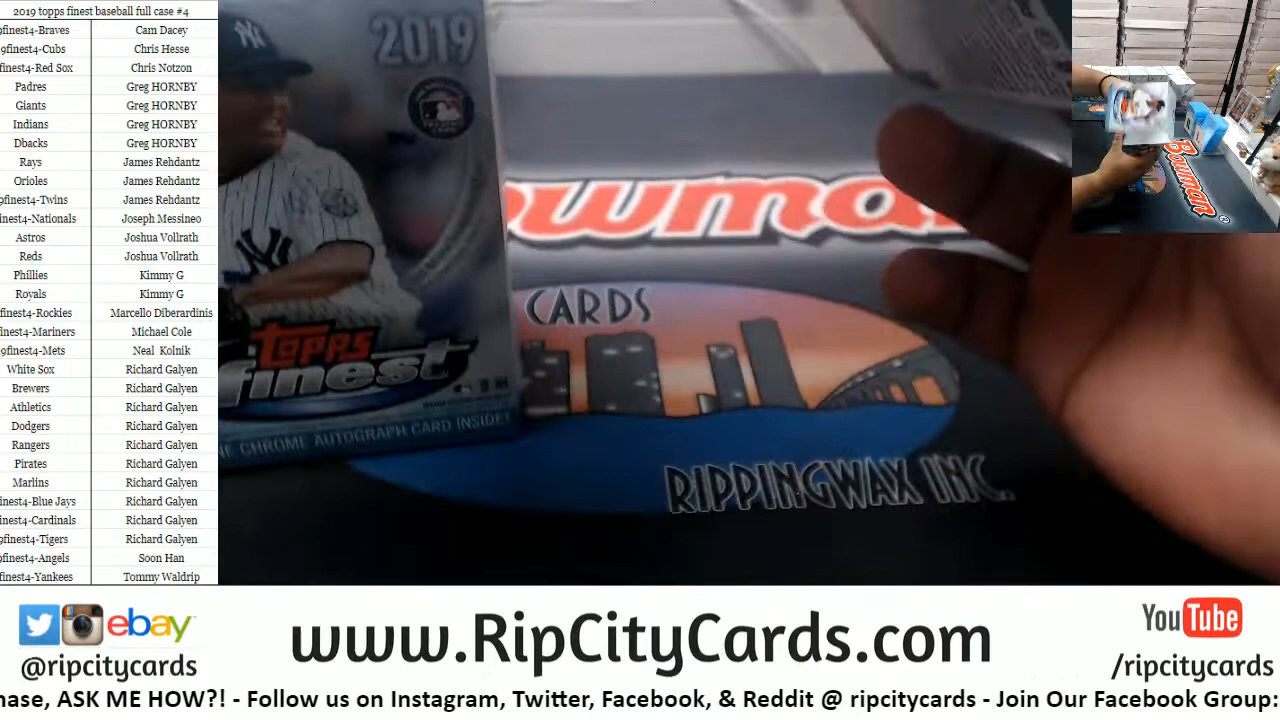 2019 topps finest baseball full case #4
9finest4-Braves Cam Dacey
9finest4-Cubs Chris Hesse
finest4-Red Sox Chris Notzon
Padres Greg HORNBY
Giants Greg HORNBY
Indians Greg HORNBY
Dbacks Greg HORNBY
Rays James Rehdantz
Orioles James Rehdantz
9finest4-Twins James Rehdantz
finest4-Nationals Joseph Messineo
Astros Joshua Vollrath
Reds Joshua Vollrath
Phillies Kimmy G
Royals Kimmy G
finest4-Rockies Marcello Diberardinis
finest4-Mariners Michael Cole
9finest4-Mets Neal Kolnik
White Sox Richard Galyen
Brewers Richard Galyen
Athletics Richard Galyen
Dodgers Richard Galyen
Rangers Richard Galyen
Pirates Richard Galyen
Marlins Richard Galyen
finest4-Blue Jays Richard Galyen
finest4-Cardinals Richard Galyen
9finest4-Tigers Richard Galyen
9finest4-Angels Soon Han
finest4-Yankees Tommy Waldrip
2019
NY
NY
TOPPS
finest
CHROME AUTOGRAPH CARD INSIDE!
owma
CARDS
RIPPINGWAX INC.
Bowman
ebay
@ripcitycards
www.RipCityCards.com
YouTube
/ripcitycards
hase, ASK ME HOW?! - Follow us on Instagram, Twitter, Facebook, & Reddit @ ripcitycards - Join Our Facebook Group: